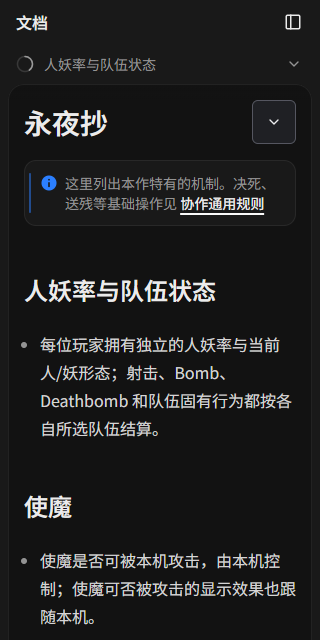 文档
人妖率与队伍状态
永夜抄
这里列出本作特有的机制。决死、
送残等基础操作见 协作通用规则
人妖率与队伍状态
每位玩家拥有独立的人妖率与当前
人/妖形态；射击、Bomb、
Deathbomb 和队伍固有行为都按各
自所选队伍结算。
使魔
使魔是否可被本机攻击，由本机控
制；使魔可否被攻击的显示效果也跟
随本机。